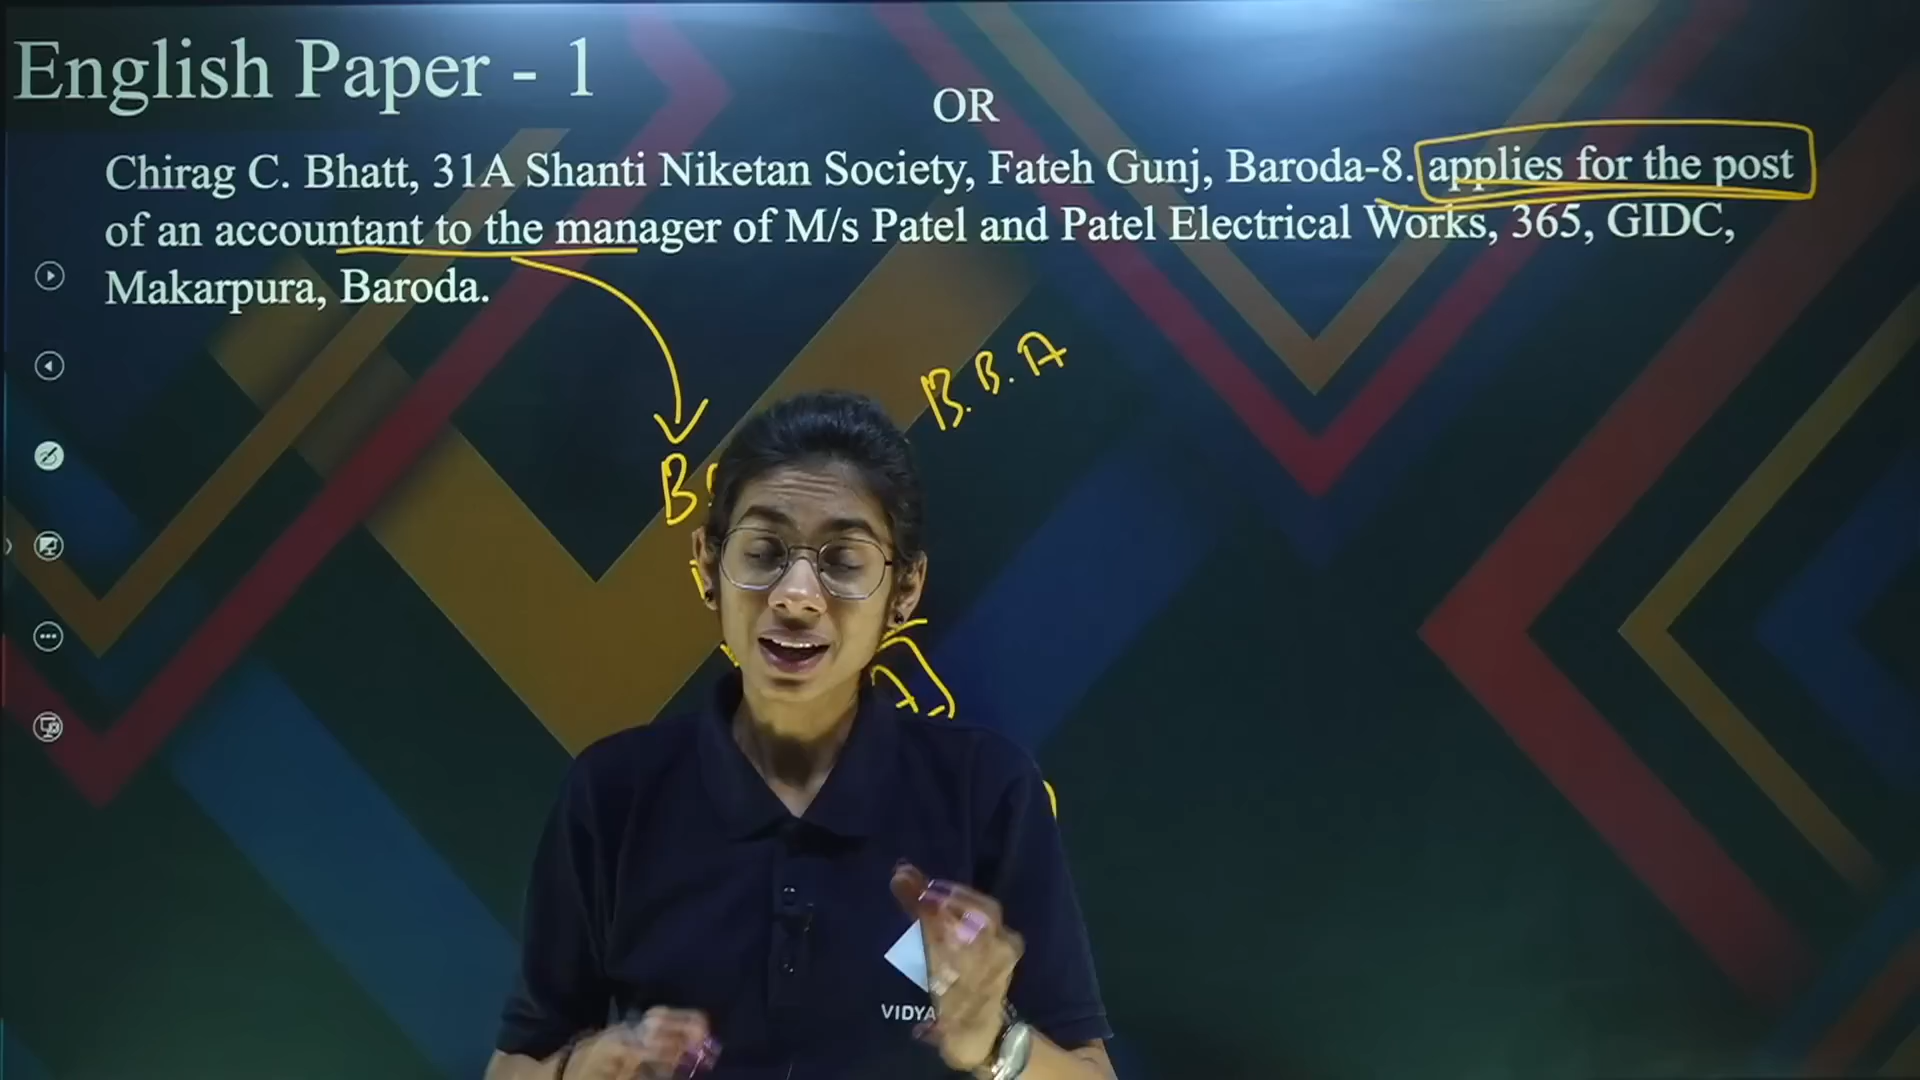 English Paper - 1
OR
Chirag C. Bhatt, 31A Shanti Niketan Society, Fateh Gunj, Baroda-8. applies for the post
of an accountant to the manager of M/s Patel and Patel Electrical Works, 365, GIDC,
Makarpura, Baroda.
B.B.A
B.
VIDYA